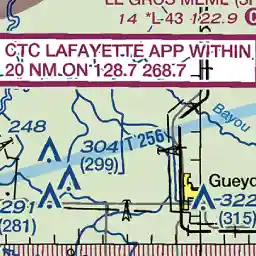 14 *L-43 122.9 C
CTC LAFAYETTE APP WITHIN
20 NM ON 128.7 268.7
Bayou
248
T 256
304
(299)
Gueyd
291
(281)
322
(315)